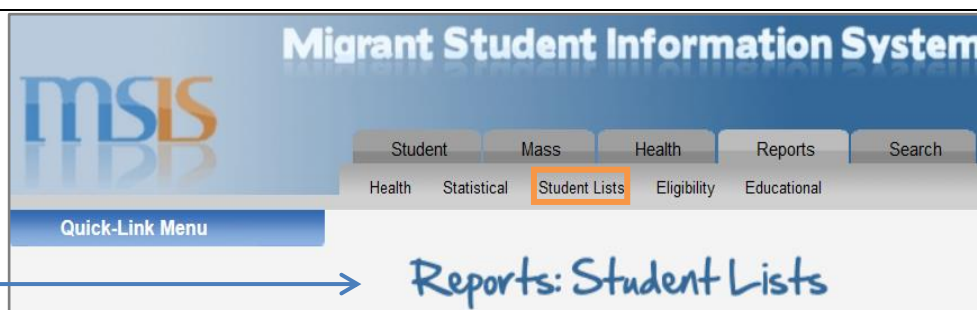 Migrant Student Information System
msis
Student Mass Health Reports Search
Health Statistical Student Lists Eligibility Educational
Quick-Link Menu
Reports: Student Lists